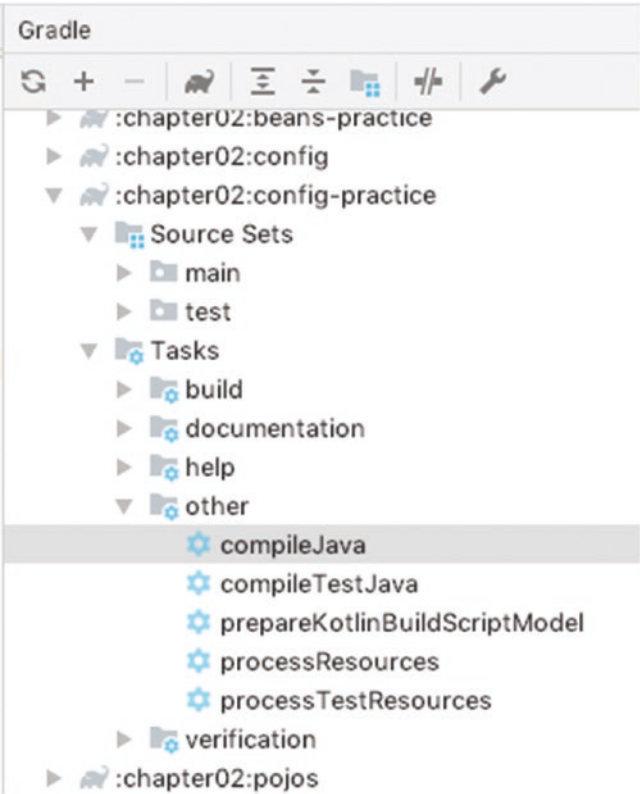 Gradle
:chapter02:beans-practice
:chapter02:config
:chapter02:config-practice
Source Sets
main
test
Tasks
build
documentation
help
other
compileJava
compileTestJava
prepareKotlinBuildScriptModel
processResources
processTestResources
verification
:chapter02:pojos